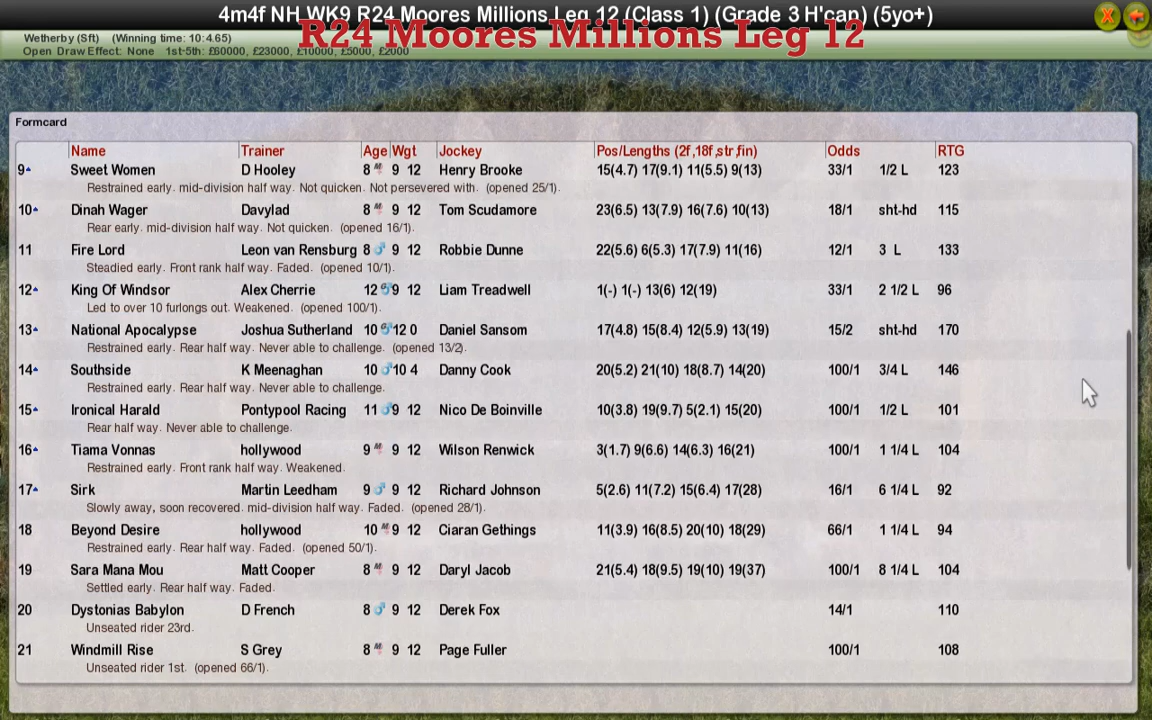 4m4f NH WK9 R24 Moores Millions Leg 12 (Class 1) (Grade 3 H'cap) (5yo+)
R24 Moores Millions Leg 12
Wetherby (Sft) (Winning time: 10:4.65)
Open Draw Effect: None 1st-5th: £60000, £23000, £10000, £5000, £2000
Formcard
Name Trainer Age Wgt Jockey Pos/Lengths (2f,18f,str,fin) Odds RTG
9 Sweet Women D Hooley 8 9 12 Henry Brooke 15(4.7) 17(9.1) 11(5.5) 9(13) 33/1 1/2 L 123
Restrained early. mid-division half way. Not quicken. Not persevered with. (opened 25/1).
10 Dinah Wager Davylad 8 9 12 Tom Scudamore 23(6.5) 13(7.9) 16(7.6) 10(13) 18/1 sht-hd 115
Rear early. mid-division half way. Not quicken. (opened 16/1).
11 Fire Lord Leon van Rensburg 8 9 12 Robbie Dunne 22(5.6) 6(5.3) 17(7.9) 11(16) 12/1 3 L 133
Steadied early. Front rank half way. Faded. (opened 10/1).
12 King Of Windsor Alex Cherrie 12 9 12 Liam Treadwell 1(-) 1(-) 13(6) 12(19) 33/1 2 1/2 L 96
Led to over 10 furlongs out. Weakened. (opened 100/1).
13 National Apocalypse Joshua Sutherland 10 12 0 Daniel Sansom 17(4.8) 15(8.4) 12(5.9) 13(19) 15/2 sht-hd 170
Restrained early. Rear half way. Never able to challenge. (opened 13/2).
14 Southside K Meenaghan 10 10 4 Danny Cook 20(5.2) 21(10) 18(8.7) 14(20) 100/1 3/4 L 146
Restrained early. Rear half way. Never able to challenge.
15 Ironical Harald Pontypool Racing 11 9 12 Nico De Boinville 10(3.8) 19(9.7) 5(2.1) 15(20) 100/1 1/2 L 101
Rear half way. Never able to challenge.
16 Tiama Vonnas hollywood 9 9 12 Wilson Renwick 3(1.7) 9(6.6) 14(6.3) 16(21) 100/1 1 1/4 L 104
Restrained early. Front rank half way. Weakened.
17 Sirk Martin Leedham 9 9 12 Richard Johnson 5(2.6) 11(7.2) 15(6.4) 17(28) 16/1 6 1/4 L 92
Slowly away, soon recovered. mid-division half way. Faded. (opened 28/1).
18 Beyond Desire hollywood 10 9 12 Ciaran Gethings 11(3.9) 16(8.5) 20(10) 18(29) 66/1 1 1/4 L 94
Restrained early. Rear half way. Faded. (opened 50/1).
19 Sara Mana Mou Matt Cooper 8 9 12 Daryl Jacob 21(5.4) 18(9.5) 19(10) 19(37) 100/1 8 1/4 L 104
Settled early. Rear half way. Faded.
20 Dystonias Babylon D French 8 9 12 Derek Fox 14/1 110
Unseated rider 23rd.
21 Windmill Rise S Grey 8 9 12 Page Fuller 100/1 108
Unseated rider 1st. (opened 66/1).